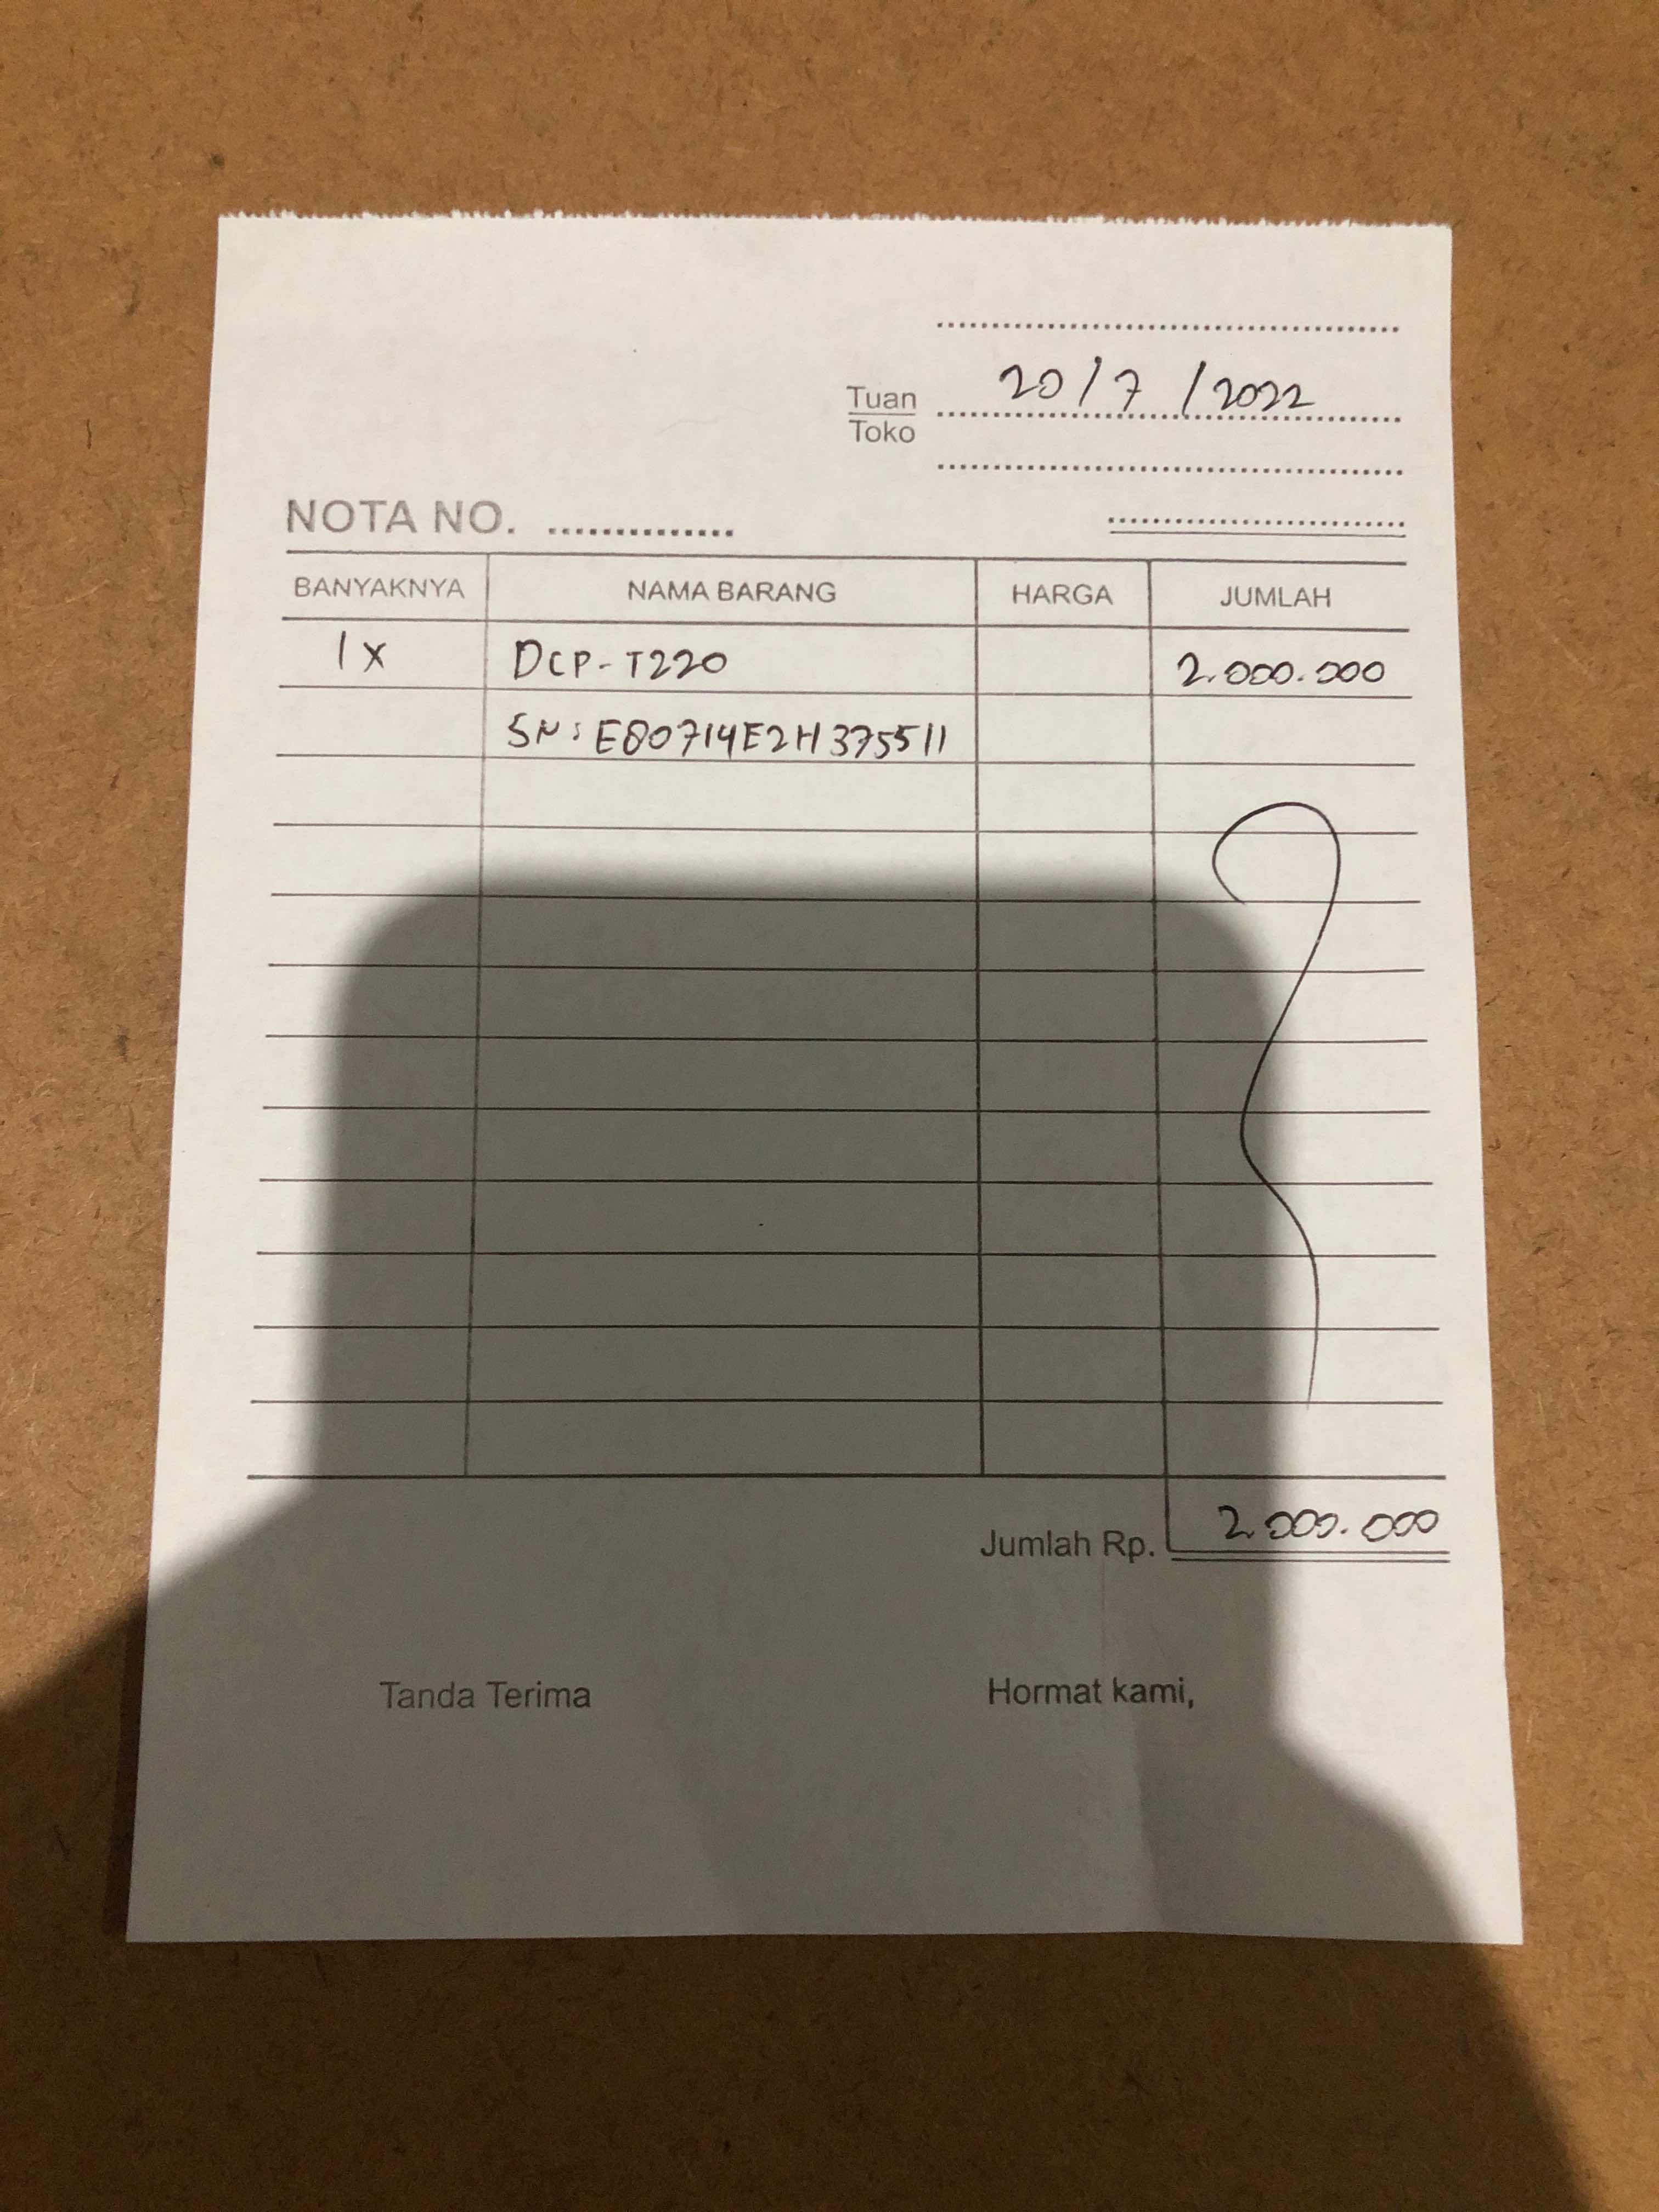 20/7/2022
Tuan
Toko
NOTA NO. ..............
BANYAKNYA NAMA BARANG HARGA JUMLAH
1x DCP-T220 2.000.000
SN: E80714E2H375511
Jumlah Rp. 2.000.000
Tanda Terima Hormat kami,